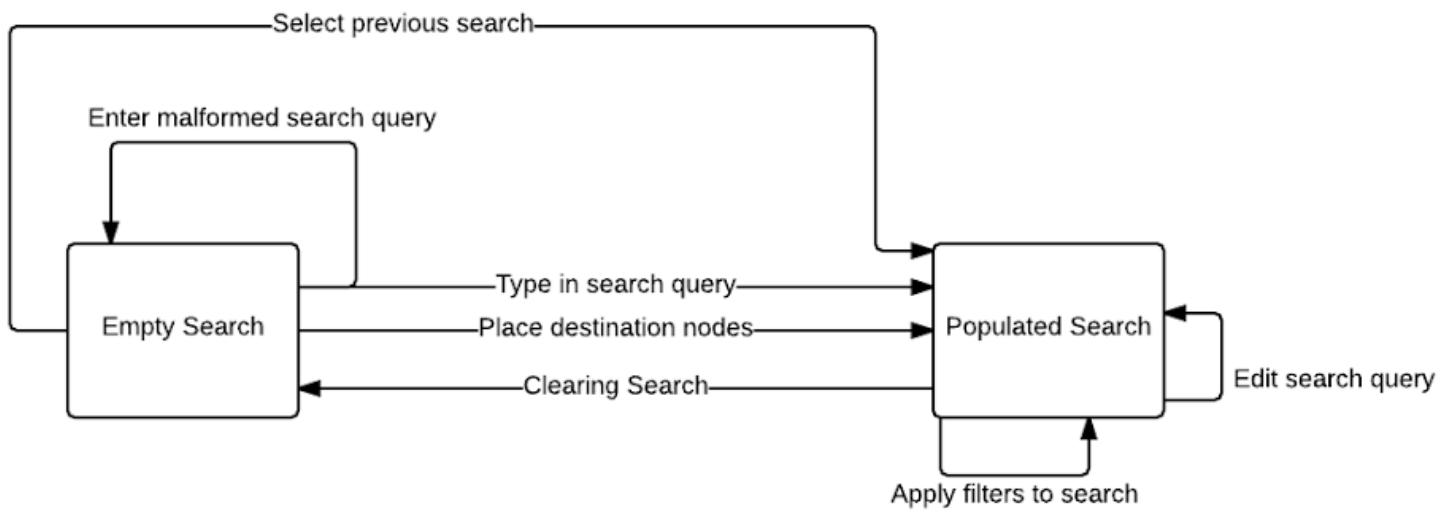 Select previous search
Enter malformed search query
Type in search query
Empty Search
Place destination nodes
Populated Search
Clearing Search
Edit search query
Apply filters to search